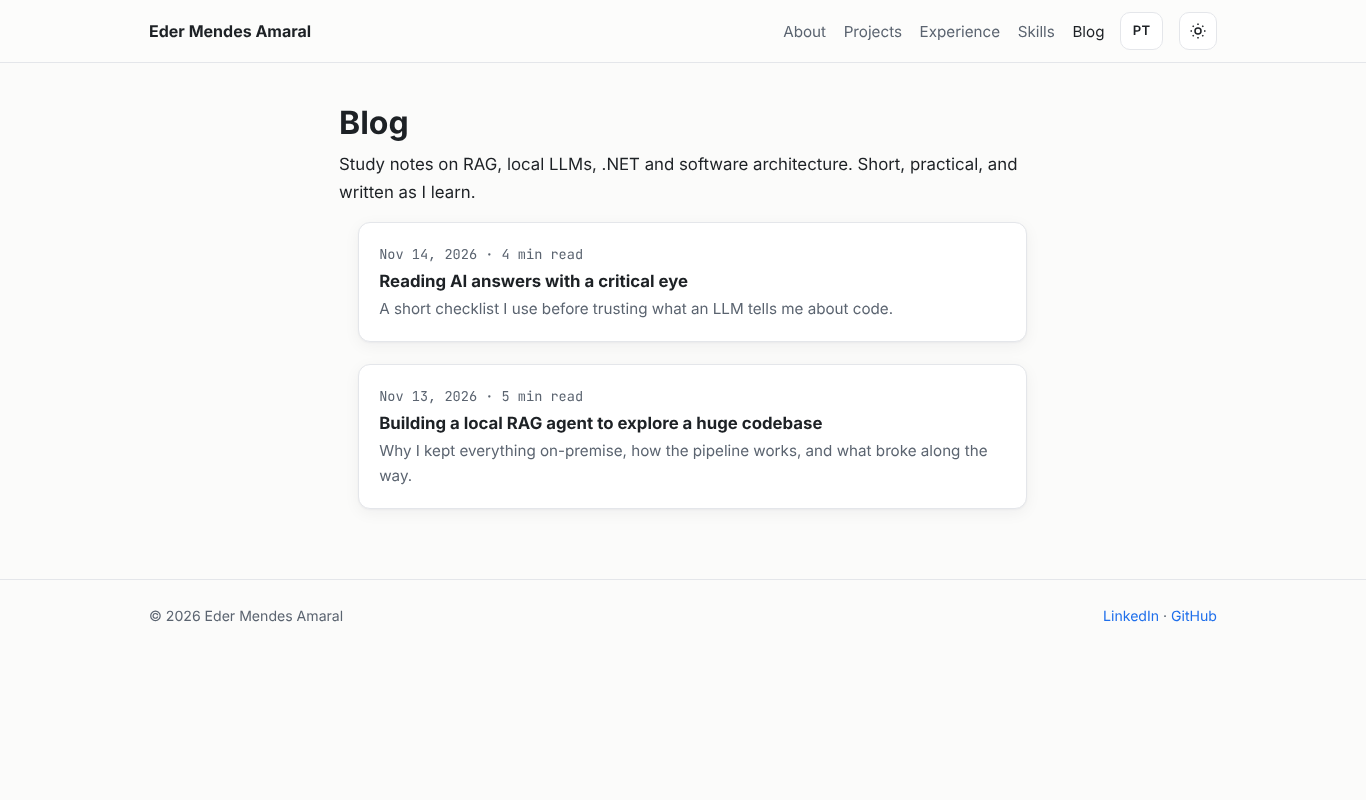 Eder Mendes Amaral
About Projects Experience Skills Blog PT
Blog
Study notes on RAG, local LLMs, .NET and software architecture. Short, practical, and
written as I learn.
Nov 14, 2026 · 4 min read
Reading AI answers with a critical eye
A short checklist I use before trusting what an LLM tells me about code.
Nov 13, 2026 · 5 min read
Building a local RAG agent to explore a huge codebase
Why I kept everything on-premise, how the pipeline works, and what broke along the
way.
© 2026 Eder Mendes Amaral
LinkedIn · GitHub